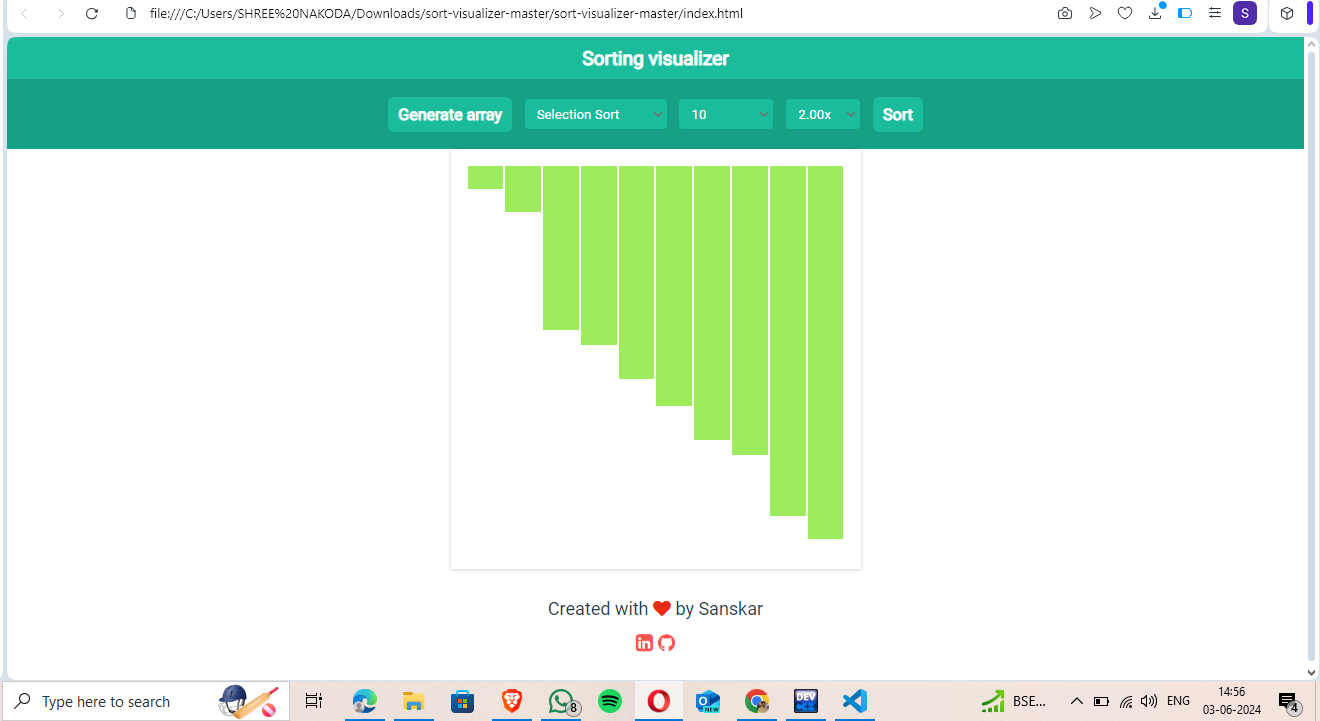 file:///C:/Users/SHREE%20NAKODA/Downloads/sort-visualizer-master/sort-visualizer-master/index.html
S
Sorting visualizer
Generate array Selection Sort 10 2.00x Sort
Created with ❤ by Sanskar
in
Type here to search 8 NEW DEV BSE... ENG 14:56
03-06-2024 4